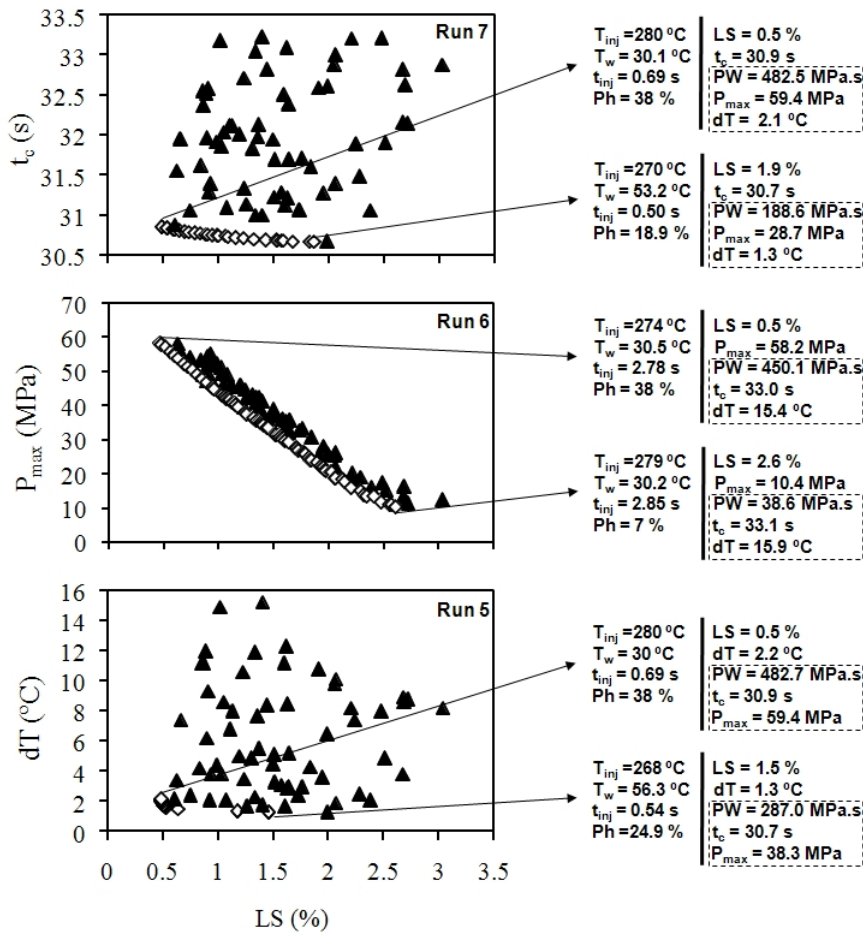 33.5
33
32.5
32
31.5
31
30.5
t_c (s)
Run 7
T_inj =280 ºC
T_w = 30.1 ºC
t_inj = 0.69 s
Ph = 38 %
LS = 0.5 %
t_c = 30.9 s
PW = 482.5 MPa.s
P_max = 59.4 MPa
dT = 2.1 ºC
T_inj =270 ºC
T_w = 53.2 ºC
t_inj = 0.50 s
Ph = 18.9 %
LS = 1.9 %
t_c = 30.7 s
PW = 188.6 MPa.s
P_max = 28.7 MPa
dT = 1.3 ºC
70
60
50
40
30
20
10
0
P_max (MPa)
Run 6
T_inj =274 ºC
T_w = 30.5 ºC
t_inj = 2.78 s
Ph = 38 %
LS = 0.5 %
P_max = 58.2 MPa
PW = 450.1 MPa.s
t_c = 33.0 s
dT = 15.4 ºC
T_inj =279 ºC
T_w = 30.2 ºC
t_inj = 2.85 s
Ph = 7 %
LS = 2.6 %
P_max = 10.4 MPa
PW = 38.6 MPa.s
t_c = 33.1 s
dT = 15.9 ºC
16
14
12
10
8
6
4
2
0
dT (ºC)
Run 5
T_inj =280 ºC
T_w = 30 ºC
t_inj = 0.69 s
Ph = 38 %
LS = 0.5 %
dT = 2.2 ºC
PW = 482.7 MPa.s
t_c = 30.9 s
P_max = 59.4 MPa
T_inj =268 ºC
T_w = 56.3 ºC
t_inj = 0.54 s
Ph =24.9 %
LS = 1.5 %
dT = 1.3 ºC
PW = 287.0 MPa.s
t_c = 30.7 s
P_max = 38.3 MPa
0 0.5 1 1.5 2 2.5 3 3.5
LS (%)